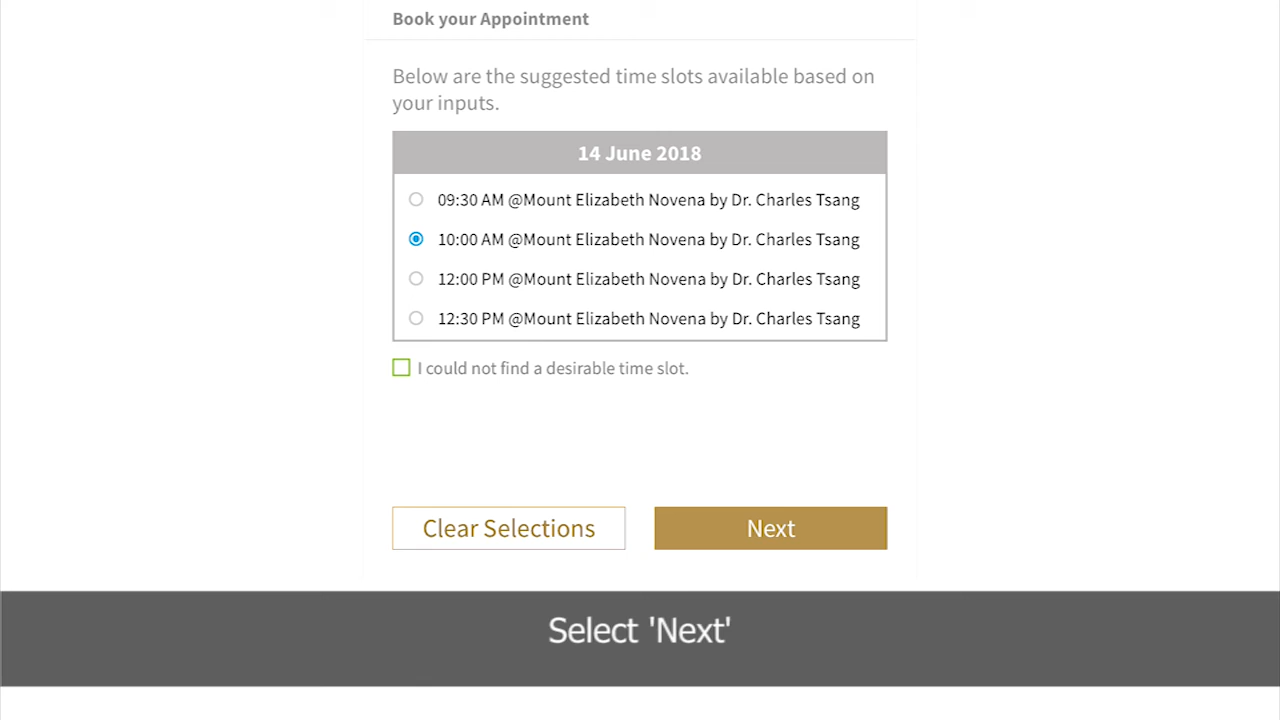 Book your Appointment
Below are the suggested time slots available based on
your inputs.
14 June 2018
09:30 AM @Mount Elizabeth Novena by Dr. Charles Tsang
10:00 AM @Mount Elizabeth Novena by Dr. Charles Tsang
12:00 PM @Mount Elizabeth Novena by Dr. Charles Tsang
12:30 PM @Mount Elizabeth Novena by Dr. Charles Tsang
I could not find a desirable time slot.
Clear Selections
Next
Select 'Next'